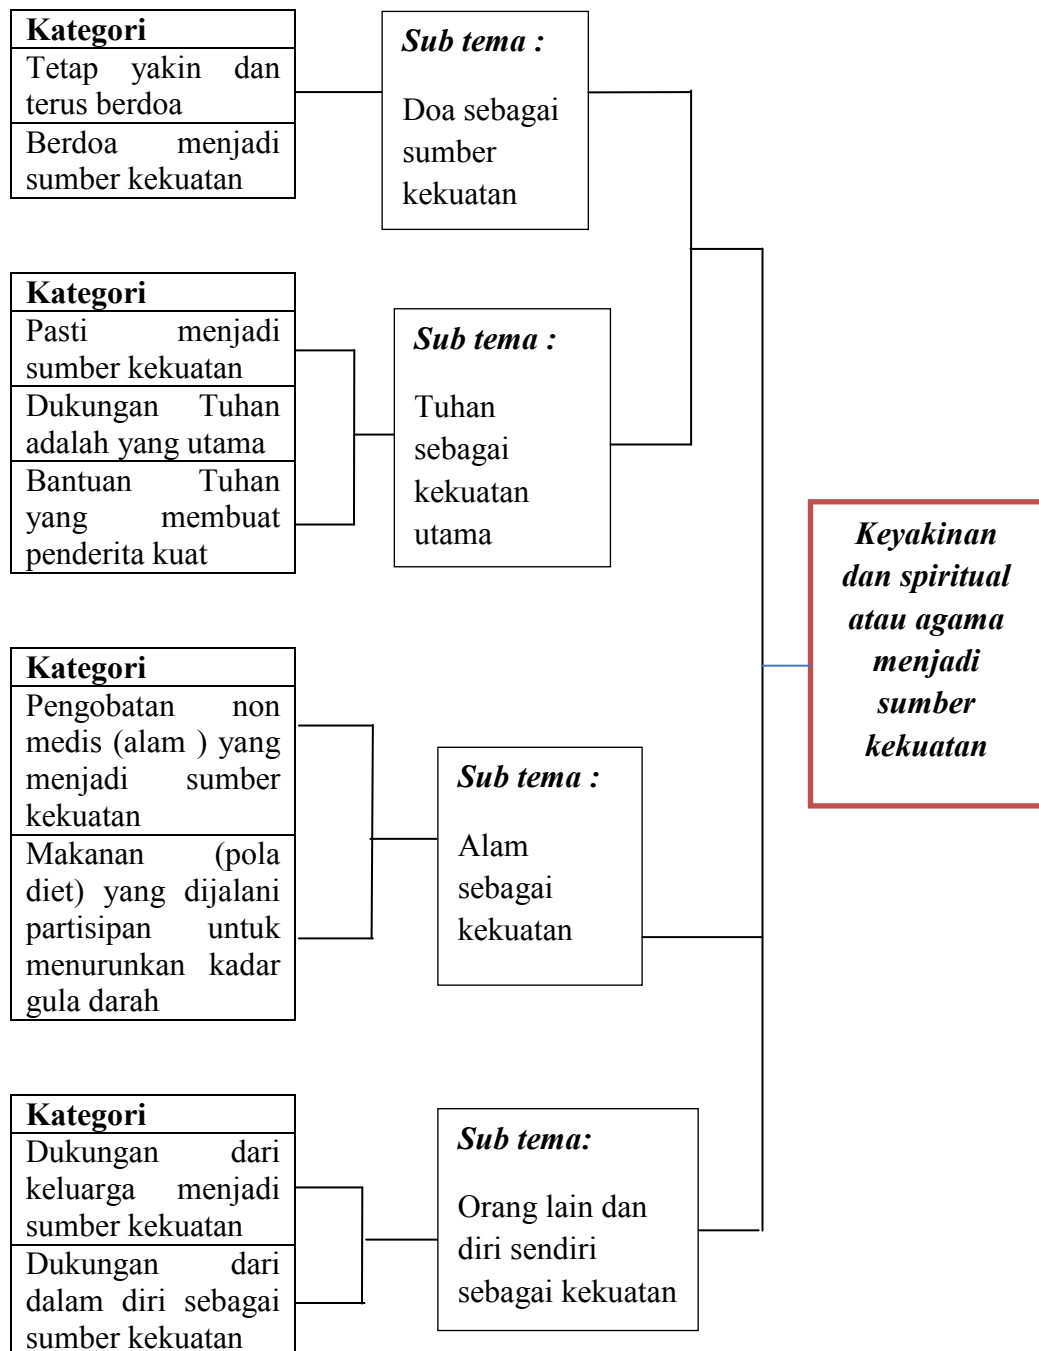 Kategori
Tetap yakin dan
terus berdoa
Berdoa menjadi
sumber kekuatan
Sub tema :
Doa sebagai
sumber
kekuatan
Kategori
Pasti menjadi
sumber kekuatan
Dukungan Tuhan
adalah yang utama
Bantuan Tuhan
yang membuat
penderita kuat
Sub tema :
Tuhan
sebagai
kekuatan
utama
Kategori
Pengobatan non
medis (alam ) yang
menjadi sumber
kekuatan
Makanan (pola
diet) yang dijalani
partisipan untuk
menurunkan kadar
gula darah
Sub tema :
Alam
sebagai
kekuatan
Kategori
Dukungan dari
keluarga menjadi
sumber kekuatan
Dukungan dari
dalam diri sebagai
sumber kekuatan
Sub tema:
Orang lain dan
diri sendiri
sebagai kekuatan
Keyakinan
dan spiritual
atau agama
menjadi
sumber
kekuatan